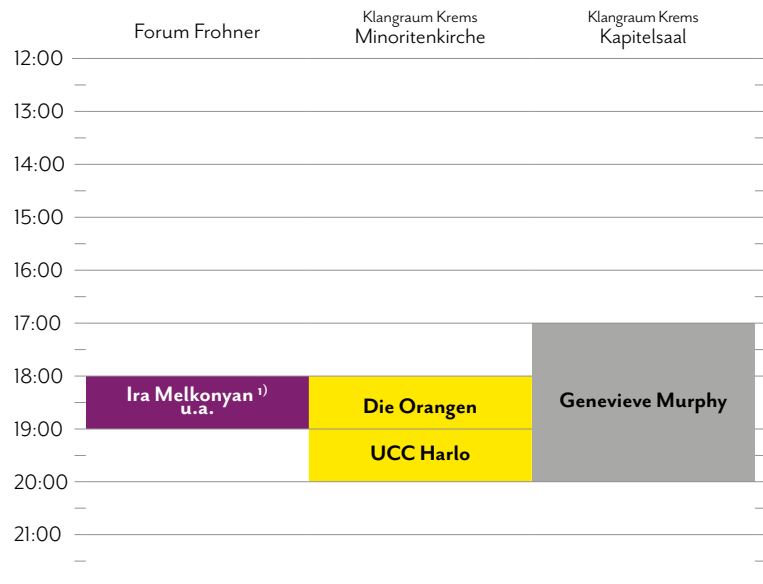 Forum Frohner
Klangraum Krems
Minoritenkirche
Klangraum Krems
Kapitelsaal
12:00
13:00
14:00
15:00
16:00
17:00
18:00
Ira Melkonyan ¹⁾
u.a.
Die Orangen
Genevieve Murphy
19:00
UCC Harlo
20:00
21:00